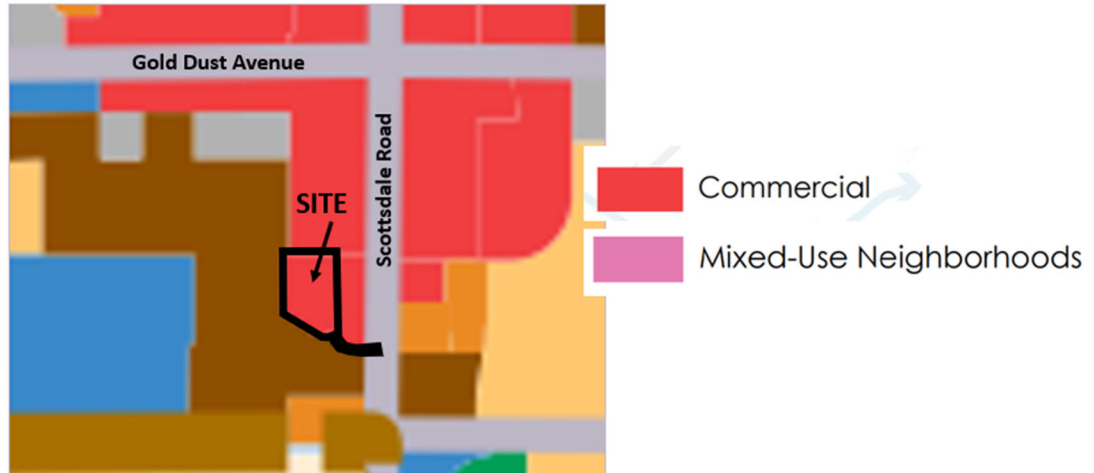 Gold Dust Avenue
Scottsdale Road
SITE
Commercial
Mixed-Use Neighborhoods